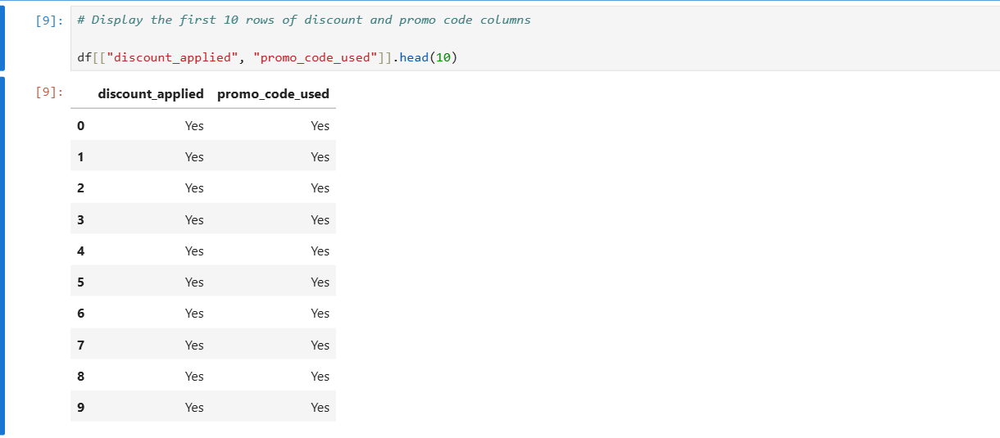 [9]: # Display the first 10 rows of discount and promo code columns
df[["discount_applied", "promo_code_used"]].head(10)
[9]: discount_applied promo_code_used
0 Yes Yes
1 Yes Yes
2 Yes Yes
3 Yes Yes
4 Yes Yes
5 Yes Yes
6 Yes Yes
7 Yes Yes
8 Yes Yes
9 Yes Yes